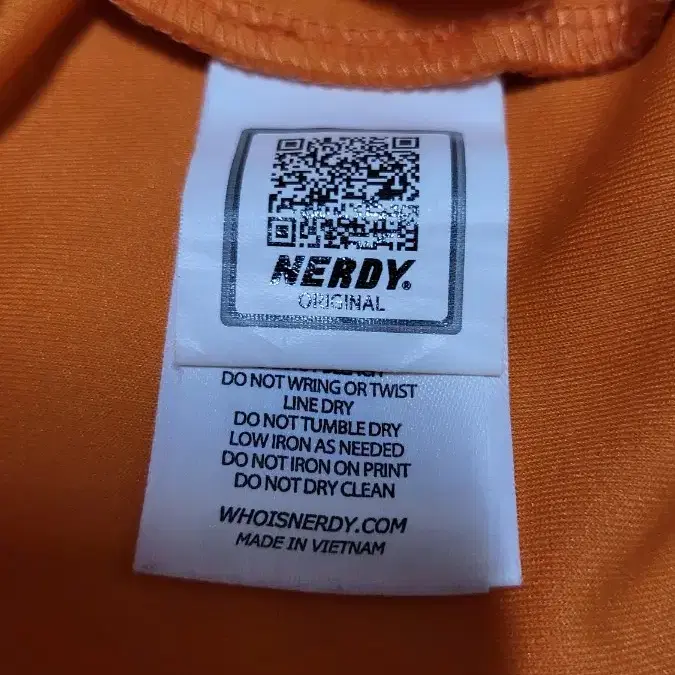 NERDY®
ORIGINAL
DO NOT WRING OR TWIST
LINE DRY
DO NOT TUMBLE DRY
LOW IRON AS NEEDED
DO NOT IRON ON PRINT
DO NOT DRY CLEAN
WHOISNERDY.COM
MADE IN VIETNAM